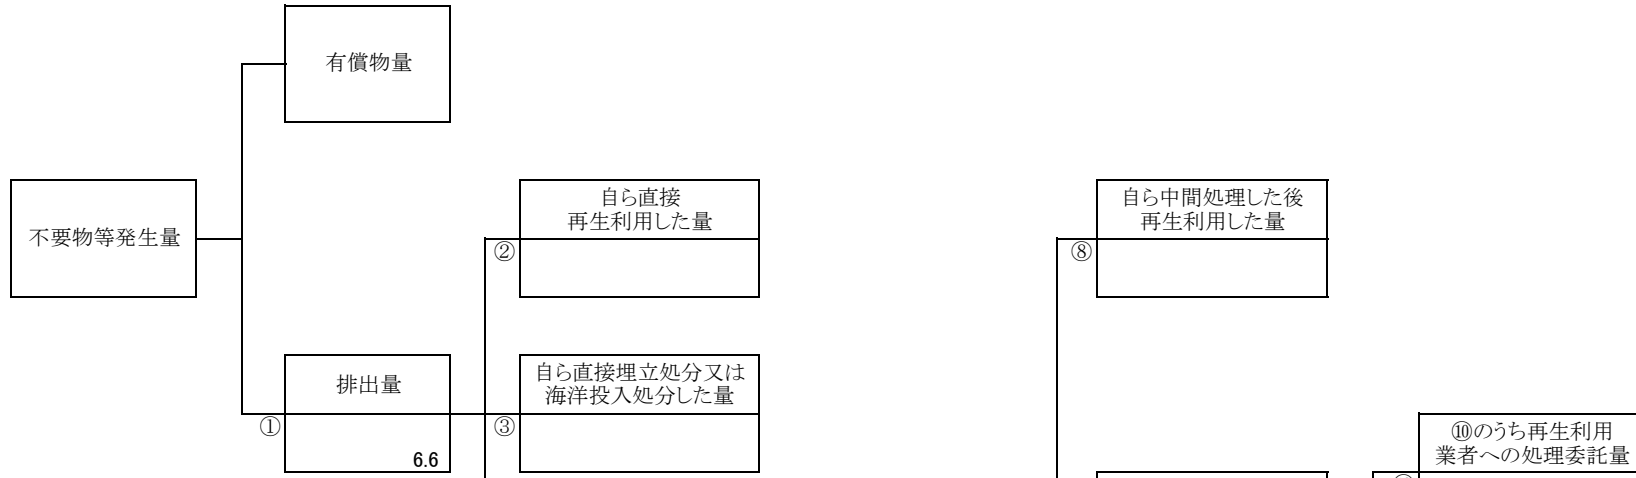 有償物量
不要物等発生量
自ら直接
再生利用した量
②
自ら中間処理した後
再生利用した量
⑧
排出量
①
6.6
自ら直接埋立処分又は
海洋投入処分した量
③
⑩のうち再生利用
業者への処理委託量